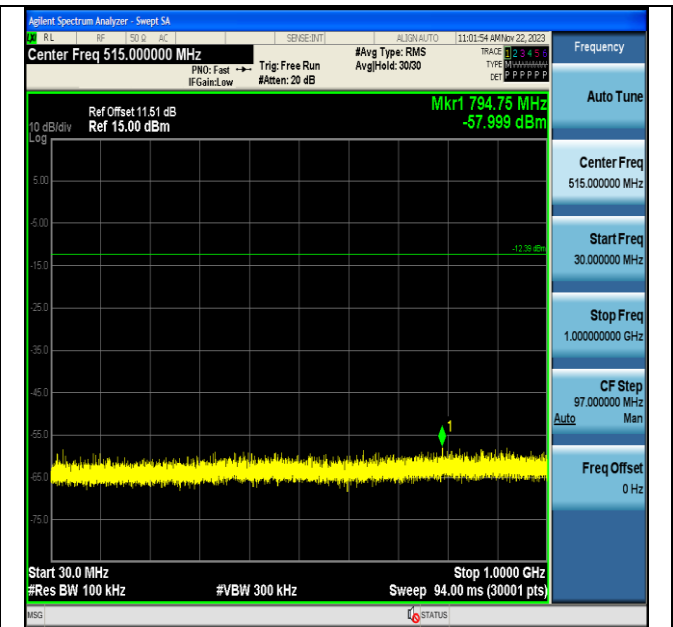 Agilent Spectrum Analyzer - Swept SA
RL RF 50 Ω AC SENSE:INT ALIGN AUTO 11:01:54 AM Nov 22, 2023
Center Freq 515.000000 MHz
PNO: Fast
IFGain:Low
Trig: Free Run
#Atten: 20 dB
#Avg Type: RMS
Avg|Hold: 30/30
TRACE 1 2 3 4 5 6
TYPE M
DET P P P P P P
Frequency
Ref Offset 11.51 dB
10 dB/div Ref 15.00 dBm
Log
Mkr1 794.75 MHz
-57.999 dBm
5.00
-5.00
-12.39 dBm
-15.0
-25.0
-35.0
-45.0
-55.0
1
-65.0
-75.0
Start 30.0 MHz Stop 1.0000 GHz
#Res BW 100 kHz #VBW 300 kHz Sweep 94.00 ms (30001 pts)
MSG STATUS
Auto Tune
Center Freq
515.000000 MHz
Start Freq
30.000000 MHz
Stop Freq
1.000000000 GHz
CF Step
97.000000 MHz
Auto Man
Freq Offset
0 Hz